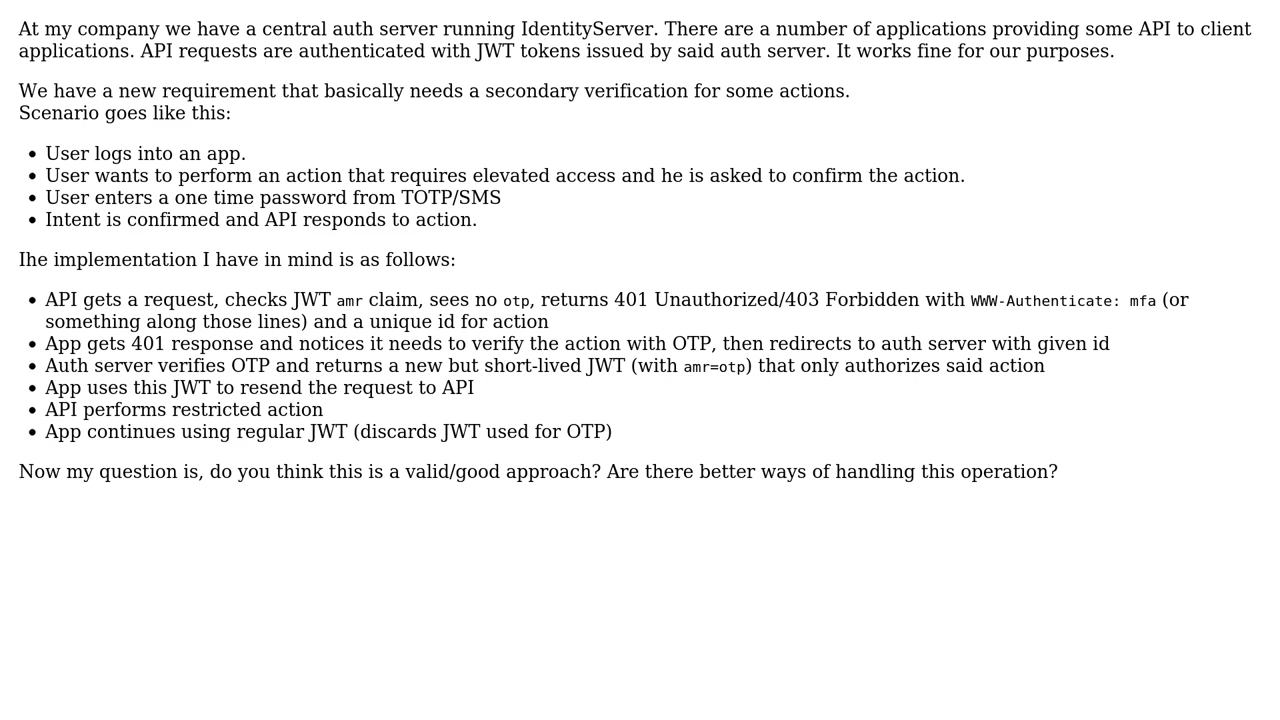 At my company we have a central auth server running IdentityServer. There are a number of applications providing some API to client
applications. API requests are authenticated with JWT tokens issued by said auth server. It works fine for our purposes.
We have a new requirement that basically needs a secondary verification for some actions.
Scenario goes like this:
• User logs into an app.
• User wants to perform an action that requires elevated access and he is asked to confirm the action.
• User enters a one time password from TOTP/SMS
• Intent is confirmed and API responds to action.
Ihe implementation I have in mind is as follows:
• API gets a request, checks JWT amr claim, sees no otp, returns 401 Unauthorized/403 Forbidden with WWW-Authenticate: mfa (or
something along those lines) and a unique id for action
• App gets 401 response and notices it needs to verify the action with OTP, then redirects to auth server with given id
• Auth server verifies OTP and returns a new but short-lived JWT (with amr=otp) that only authorizes said action
• App uses this JWT to resend the request to API
• API performs restricted action
• App continues using regular JWT (discards JWT used for OTP)
Now my question is, do you think this is a valid/good approach? Are there better ways of handling this operation?